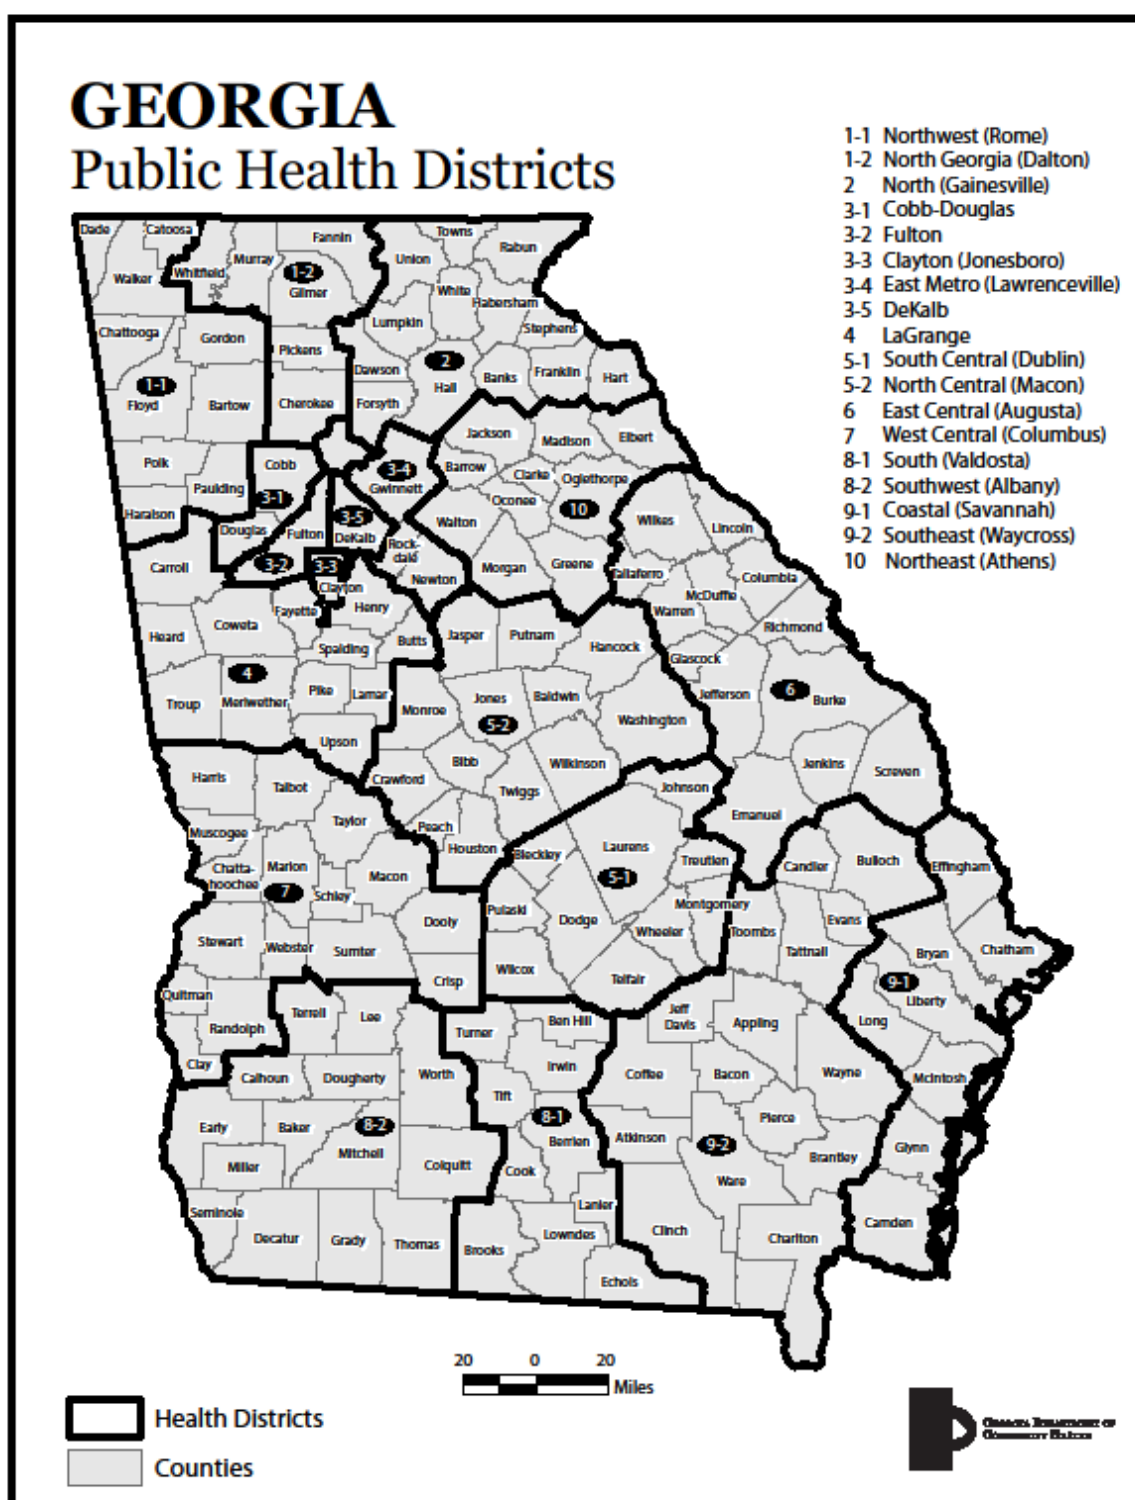 GEORGIA
Public Health Districts
1-1 Northwest (Rome)
1-2 North Georgia (Dalton)
2 North (Gainesville)
3-1 Cobb-Douglas
3-2 Fulton
3-3 Clayton (Jonesboro)
3-4 East Metro (Lawrenceville)
3-5 DeKalb
4 LaGrange
5-1 South Central (Dublin)
5-2 North Central (Macon)
6 East Central (Augusta)
7 West Central (Columbus)
8-1 South (Valdosta)
8-2 Southwest (Albany)
9-1 Coastal (Savannah)
9-2 Southeast (Waycross)
10 Northeast (Athens)
Dade
Catoosa
Fannin
Towns
Union
Rabun
Walker
Whitfield
Murray
1-2
Gilmer
White
Habersham
Lumpkin
Stephens
Chattooga
Gordon
Pickens
Dawson
2
Hall
Banks
Franklin
Hart
1-1
Floyd
Bartow
Cherokee
Forsyth
Jackson
Madison
Elbert
Polk
Cobb
3-4
Gwinnett
Barrow
Clarke
Oglethorpe
Paulding
3-1
Oconee
10
Haralson
Douglas
Fulton
3-5
DeKalb
Rock-
dale
Walton
Wilkes
Lincoln
Carroll
3-2
3-3
Clayton
Newton
Morgan
Greene
Taliaferro
Columbia
McDuffie
Fayette
Henry
Warren
Richmond
Heard
Coweta
Spalding
Butts
Jasper
Putnam
Hancock
Glascock
4
Troup
Meriwether
Pike
Lamar
Monroe
Jones
Baldwin
5-2
Washington
Jefferson
6
Burke
Upson
Crawford
Bibb
Wilkinson
Twiggs
Jenkins
Screven
Harris
Talbot
Johnson
Emanuel
Muscogee
Taylor
Peach
Houston
Bleckley
Laurens
Treutlen
Candler
Bulloch
Effingham
Chatta-
hoochee
Marion
7
Schley
Macon
5-1
Pulaski
Dodge
Montgomery
Dooly
Wheeler
Toombs
Evans
Tattnall
Stewart
Webster
Sumter
Crisp
Wilcox
Telfair
Bryan
Chatham
9-1
Liberty
Quitman
Randolph
Terrell
Lee
Turner
Ben Hill
Jeff
Davis
Appling
Long
Clay
Calhoun
Dougherty
Worth
Irwin
Tift
Coffee
Bacon
Wayne
McIntosh
Early
Baker
8-2
Mitchell
8-1
Berrien
Atkinson
9-2
Pierce
Brantley
Glynn
Miller
Colquitt
Cook
Ware
Seminole
Decatur
Grady
Thomas
Brooks
Lanier
Lowndes
Echols
Clinch
Charlton
Camden
20 0 20
Miles
Health Districts
Counties
GEORGIA DEPARTMENT OF
COMMUNITY HEALTH